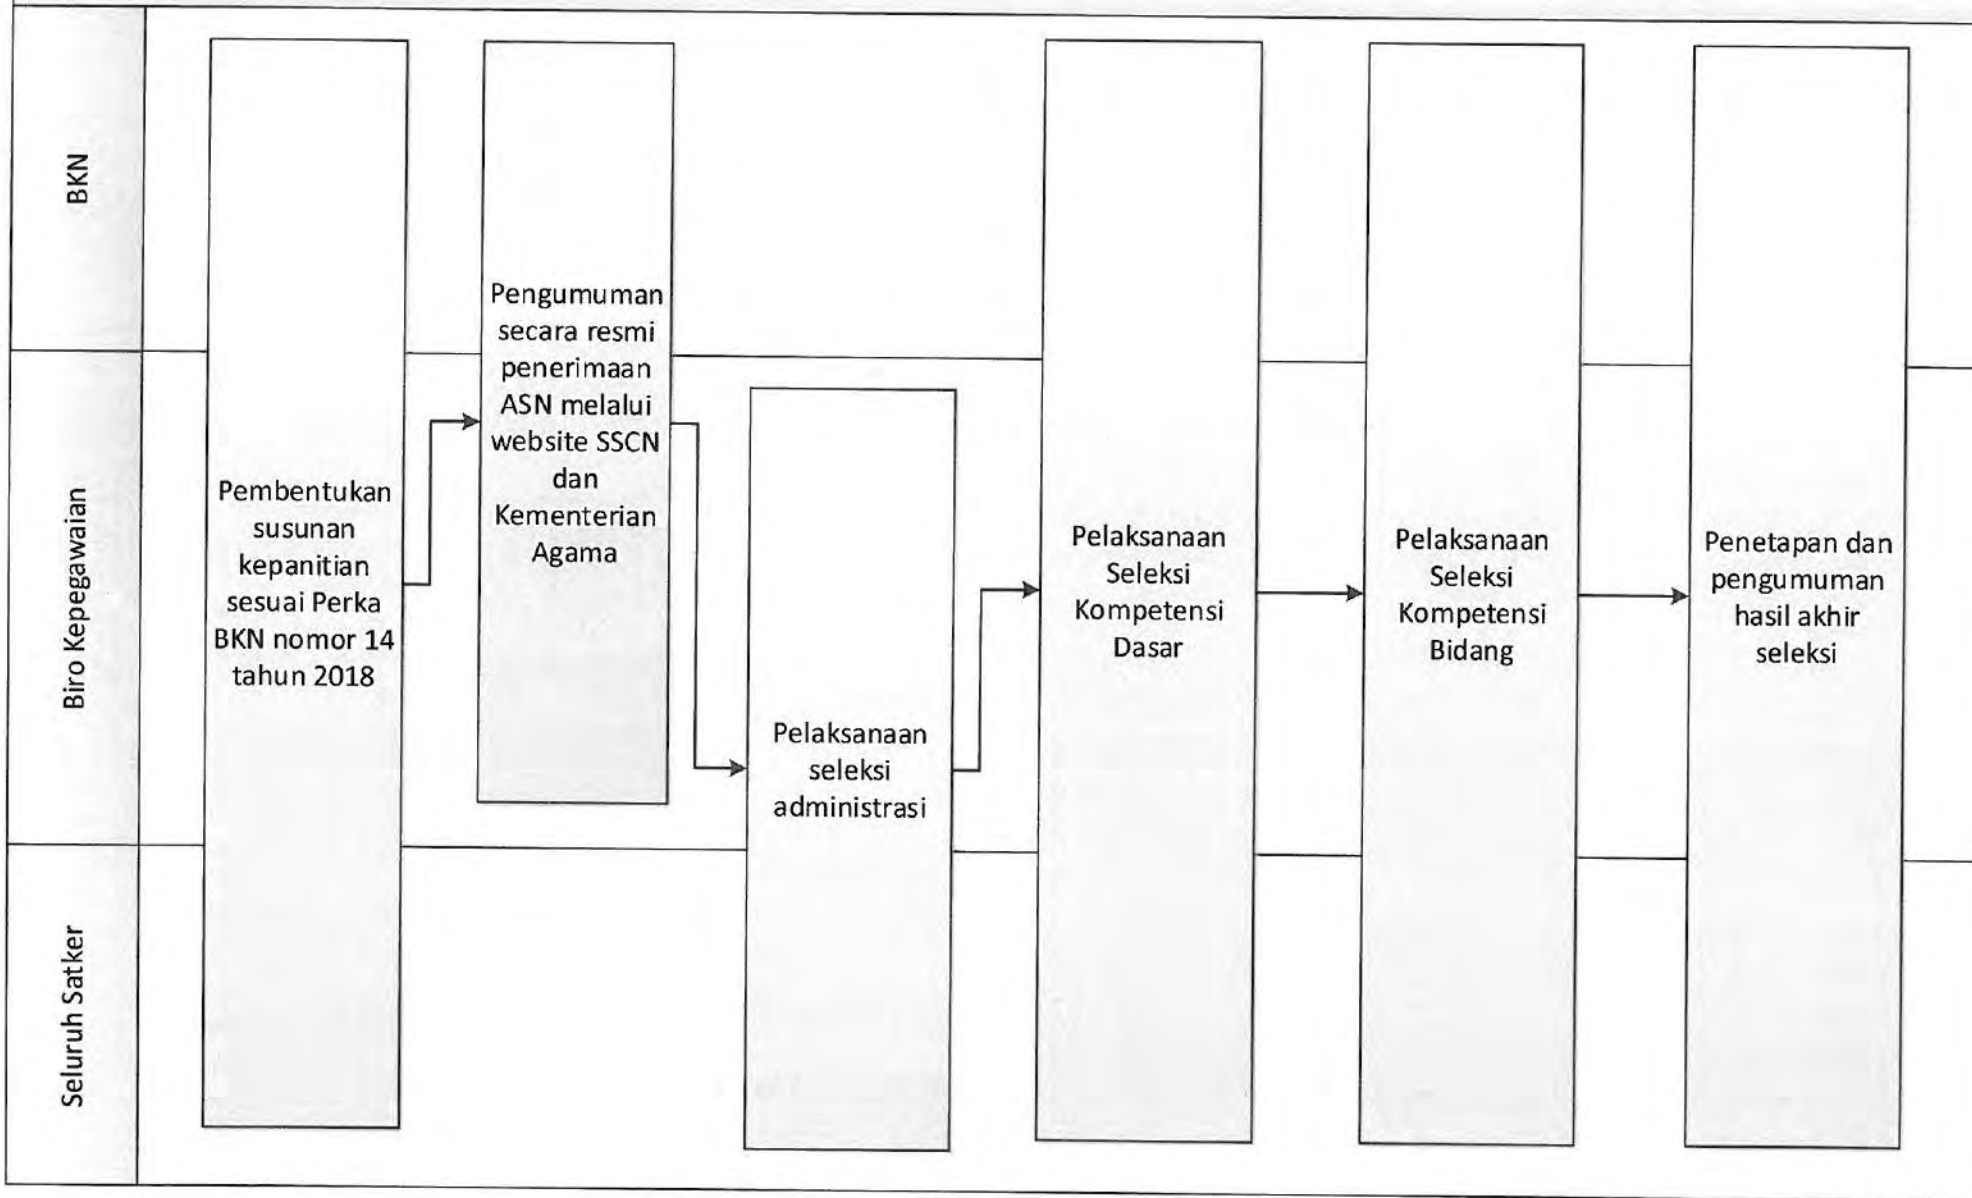 BKN
Biro Kepegawaian
Seluruh Satker
Pembentukan
susunan
kepanitian
sesuai Perka
BKN nomor 14
tahun 2018
Pengumuman
secara resmi
penerimaan
ASN melalui
website SSCN
dan
Kementerian
Agama
Pelaksanaan
seleksi
administrasi
Pelaksanaan
Seleksi
Kompetensi
Dasar
Pelaksanaan
Seleksi
Kompetensi
Bidang
Penetapan dan
pengumuman
hasil akhir
seleksi